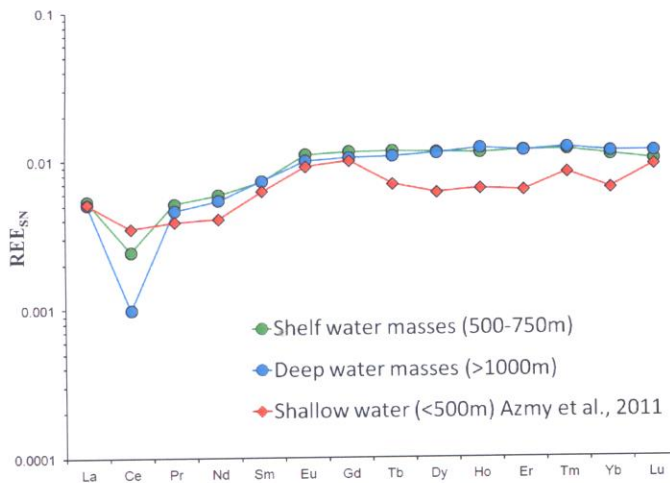 0.1
0.01
0.001
0.0001
REE_SN
Shelf water masses (500-750m)
Deep water masses (>1000m)
Shallow water (<500m) Azmy et al., 2011
La Ce Pr Nd Sm Eu Gd Tb Dy Ho Er Tm Yb Lu